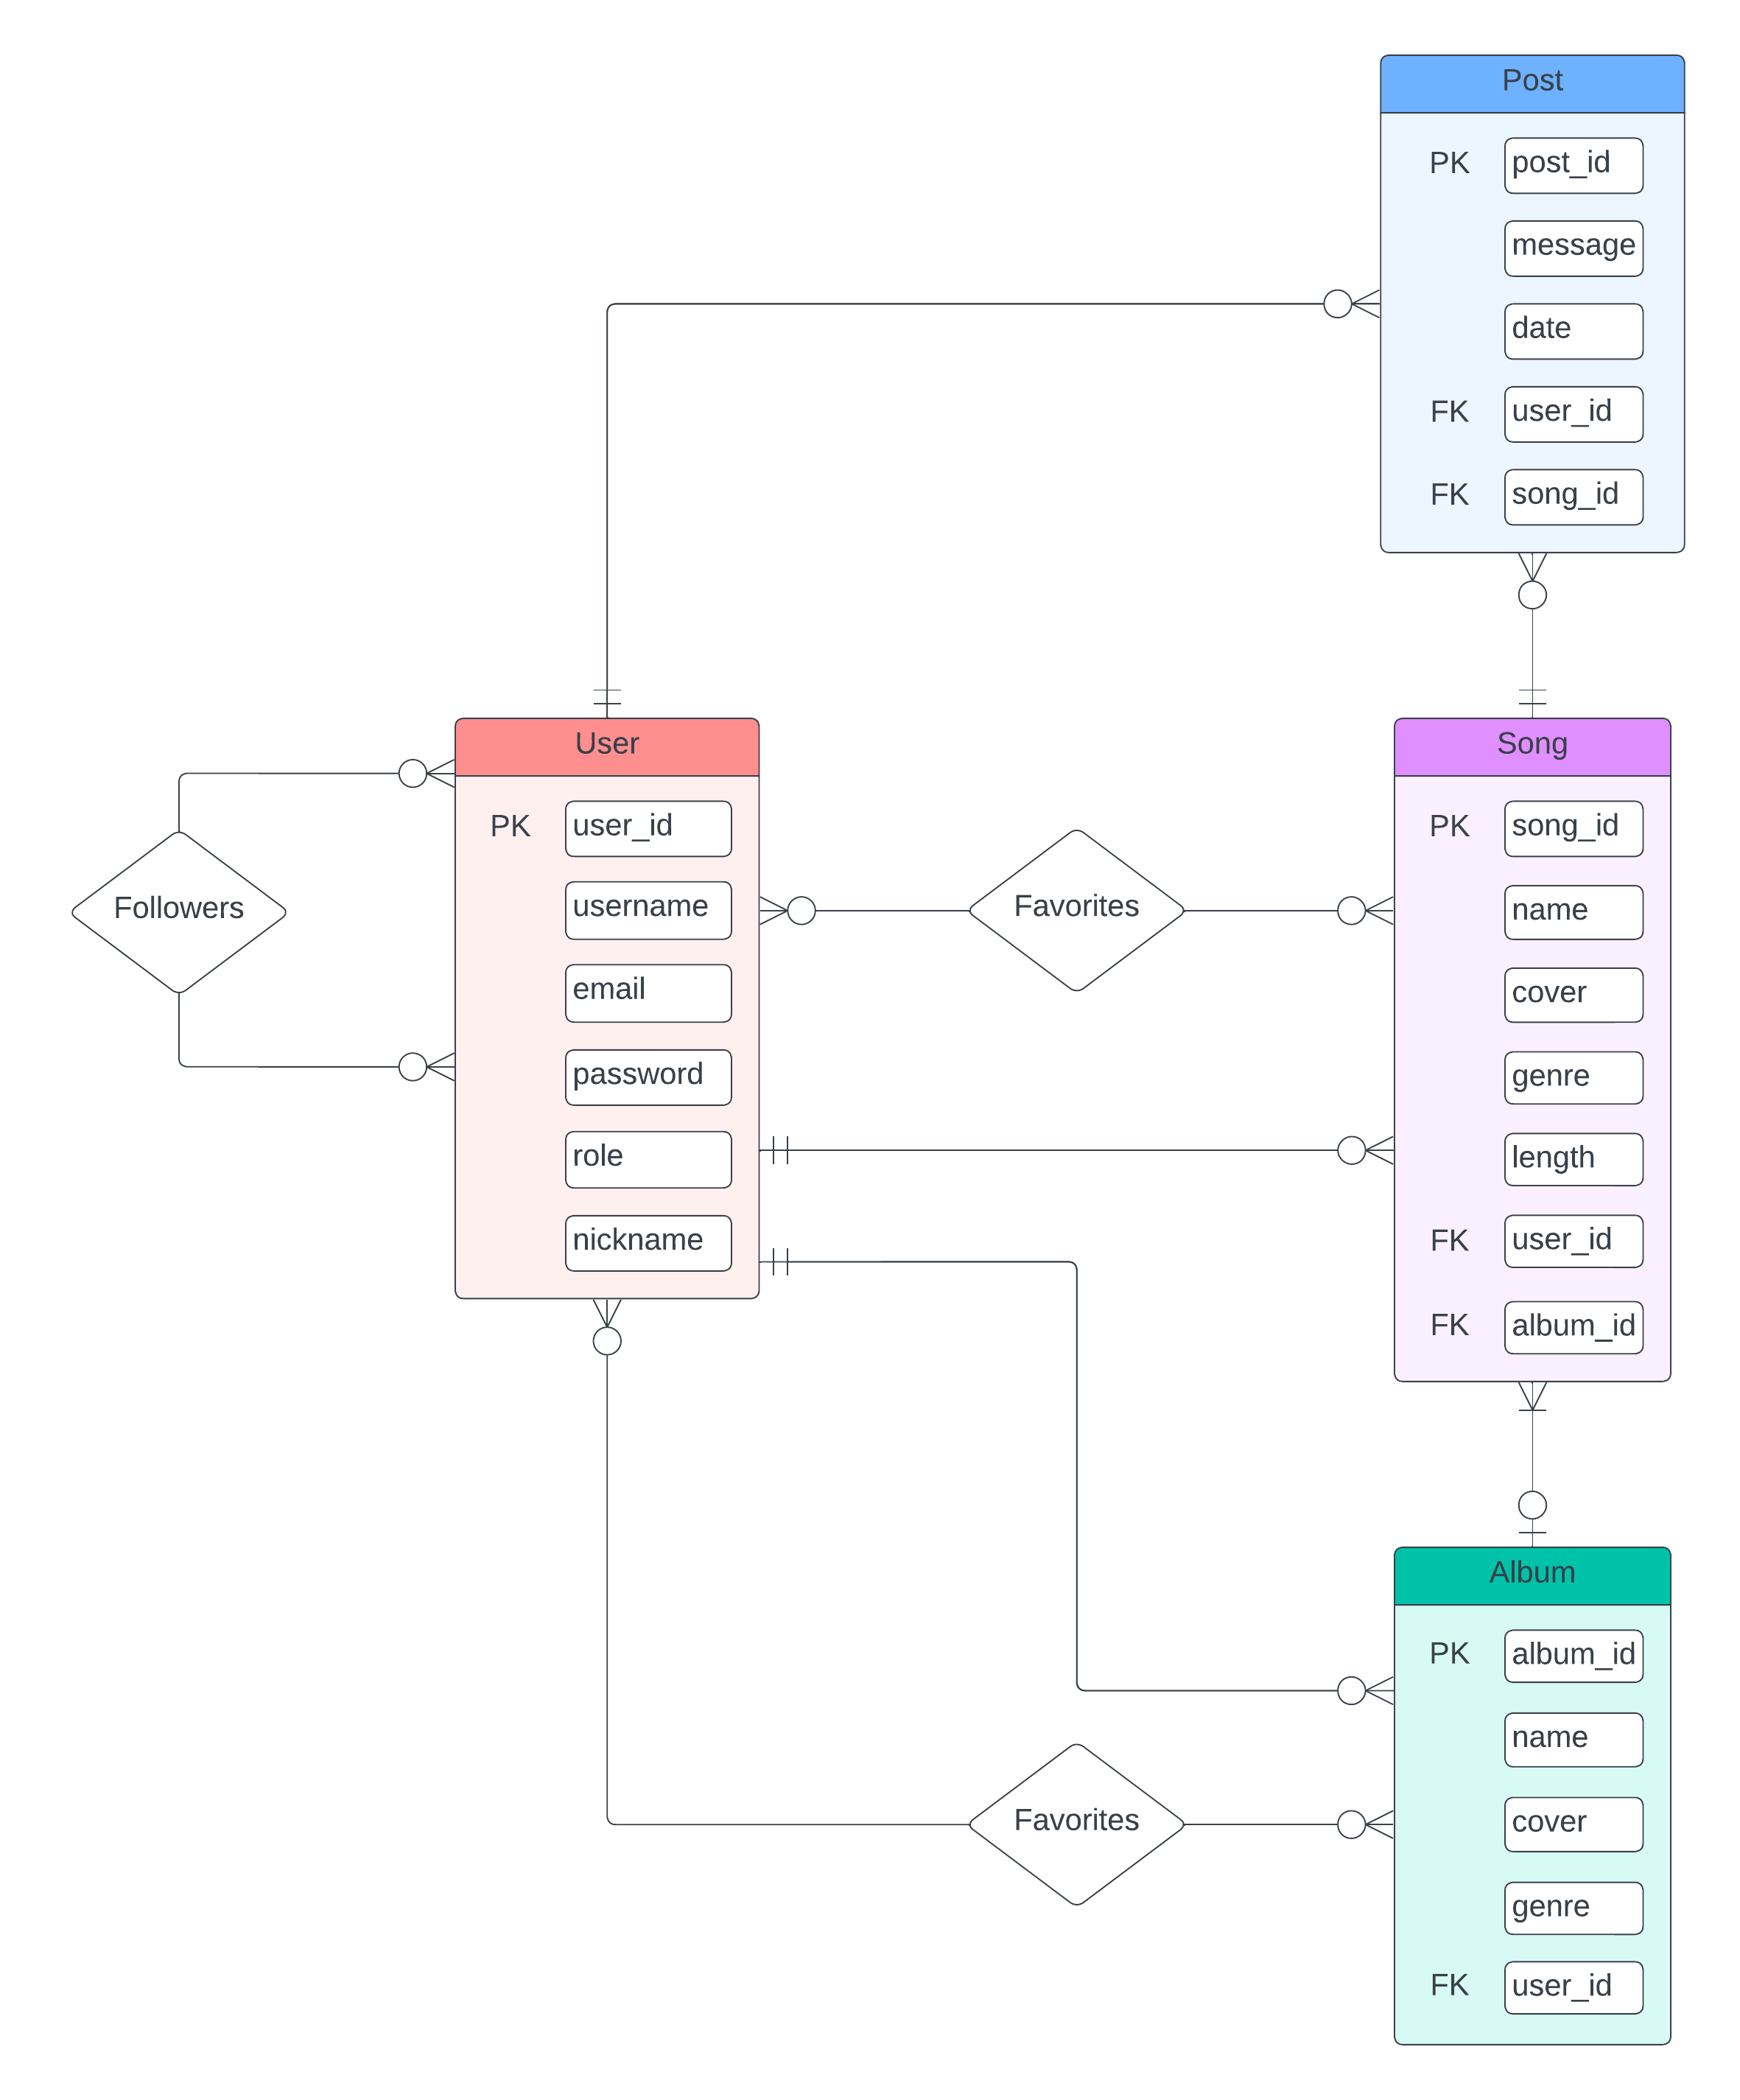 Post
PK post_id
message
date
FK user_id
FK song_id
User
PK user_id
username
email
password
role
nickname
Followers
Favorites
Song
PK song_id
name
cover
genre
length
FK user_id
FK album_id
Favorites
Album
PK album_id
name
cover
genre
FK user_id